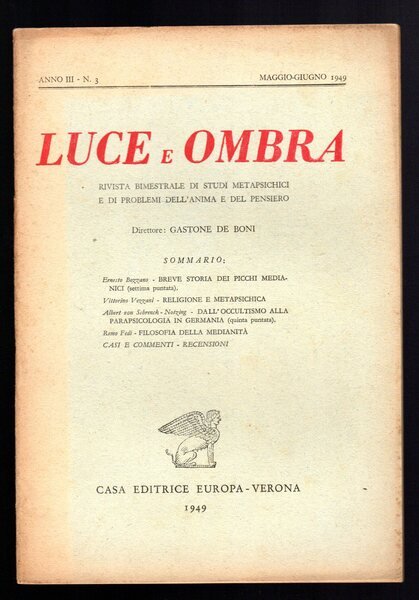 ANNO III - N. 3 MAGGIO-GIUGNO 1949
LUCE E OMBRA
RIVISTA BIMESTRALE DI STUDI METAPSICHICI
E DI PROBLEMI DELL'ANIMA E DEL PENSIERO
Direttore: GASTONE DE BONI
SOMMARIO:
Ernesto Bozzano - BREVE STORIA DEI PICCHI MEDIA-
NICI (settima puntata).
Vittorino Vezzani - RELIGIONE E METAPSICHICA
Albert von Schrenck-Notzing - DALL'OCCULTISMO ALLA
PARAPSICOLOGIA IN GERMANIA (quinta puntata).
Remo Fedi - FILOSOFIA DELLA MEDIANITÀ
CASI E COMMENTI - RECENSIONI
CASA EDITRICE EUROPA-VERONA
1949